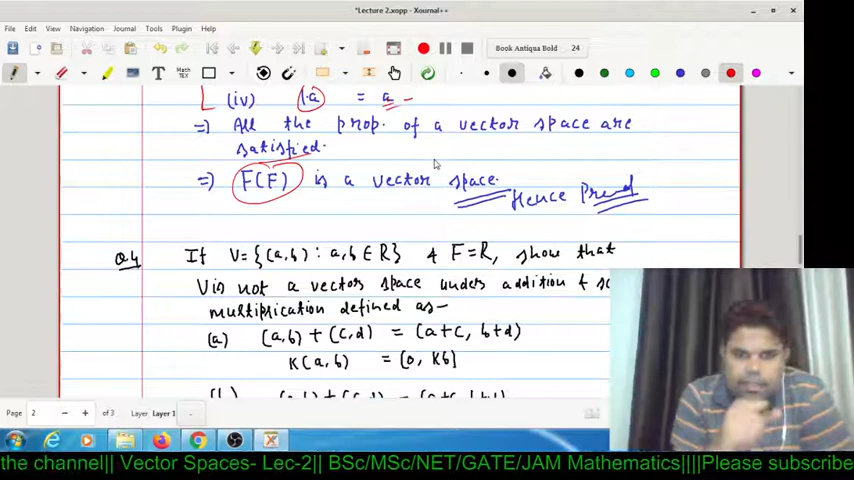 *Lecture 2.xopp - Xournal++
File Edit View Navigation Journal Tools Plugin Help
Book Antiqua Bold 24
(iv) 1·a = a
⇒ All the prop. of a vector space are
satisfied.
⇒ F(F) is a vector space. Hence Proved
Q4 If V={(a,b) : a,b ∈ R} & F=R, show that
V is not a vector space under addition &
multiplication defined as-
(a) (a,b) + (c,d) = (a+c, b+d)
K(a,b) = (0, Kb)
Page 2 of 3 Layer Layer 1
the channel|| Vector Spaces- Lec-2|| BSc/MSc/NET/GATE/JAM Mathematics||||Please subscribe